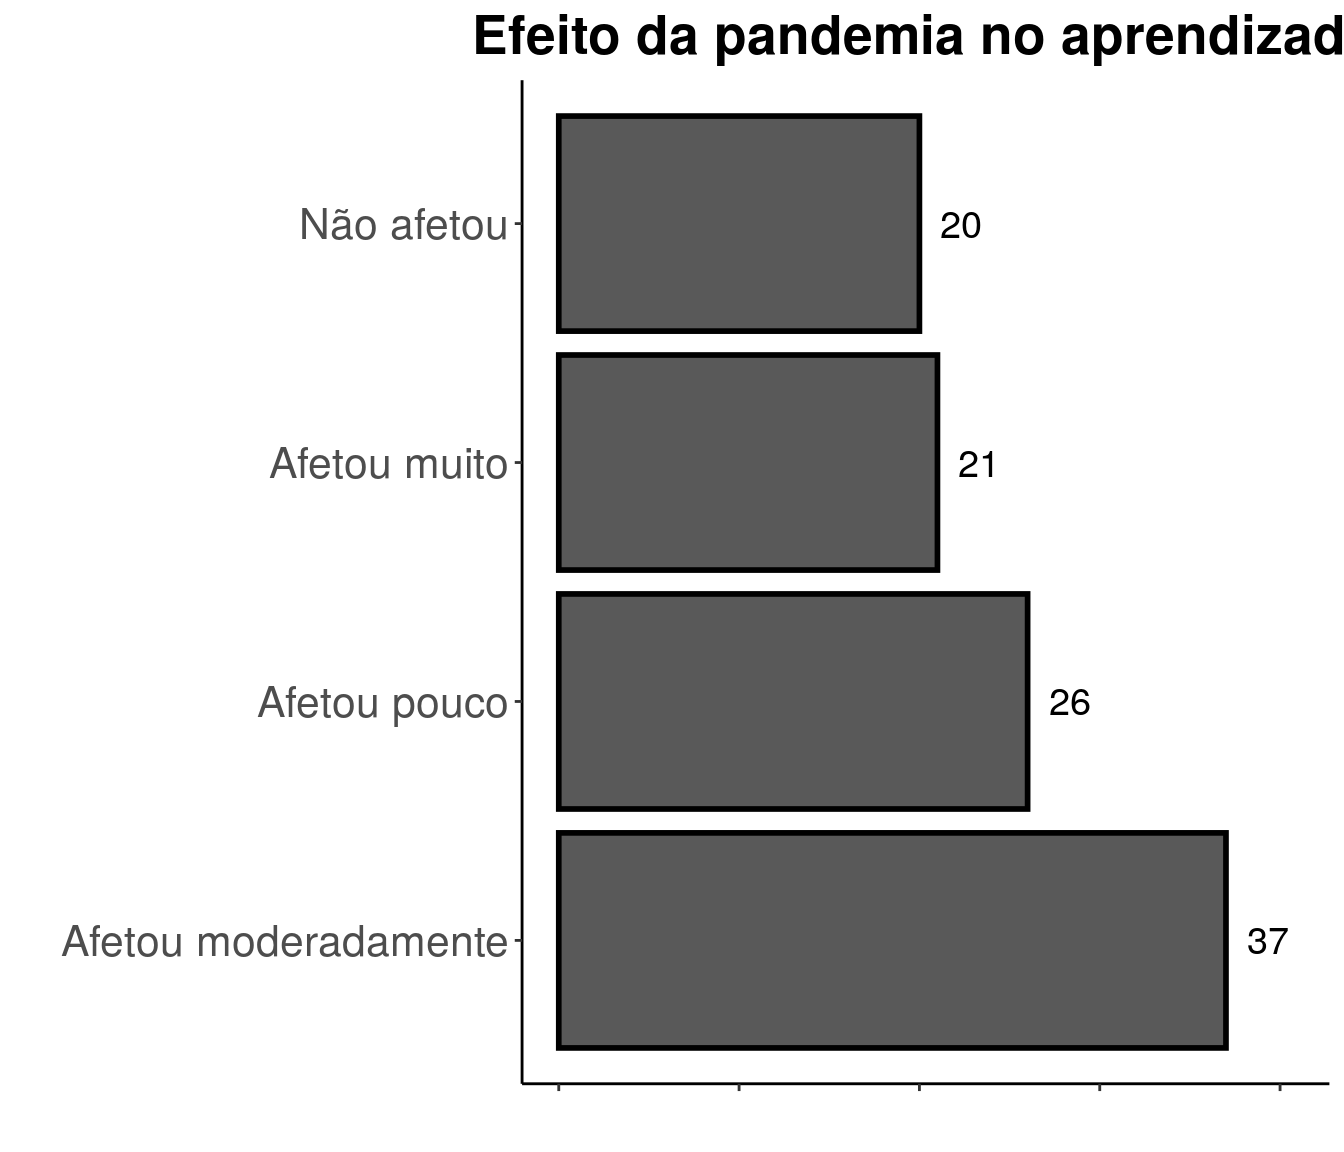 Efeito da pandemia no aprendizad
Não afetou
20
Afetou muito
21
Afetou pouco
26
Afetou moderadamente
37